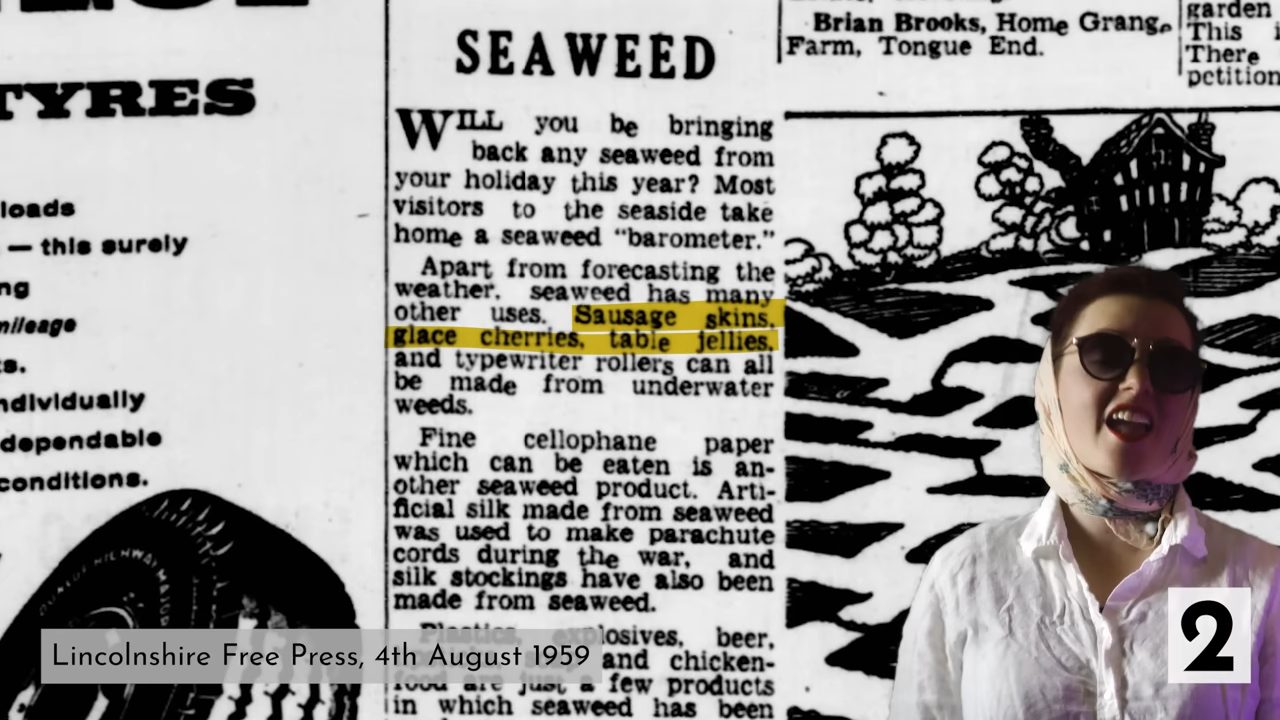 TYRES
loads
— this surely
ng
mileage
s.
ndividually
dependable
conditions.
SEAWEED
WILL you be bringing
back any seaweed from
your holiday this year? Most
visitors to the seaside take
home a seaweed “barometer.”
Apart from forecasting the
weather, seaweed has many
other uses. Sausage skins,
glace cherries, table jellies,
and typewriter rollers can all
be made from underwater
weeds.
Fine cellophane paper
which can be eaten is an-
other seaweed product. Arti-
ficial silk made from seaweed
was used to make parachute
cords during the war, and
silk stockings have also been
made from seaweed.
Plastics, explosives, beer,
and chicken-
food are just a few products
in which seaweed has been
Brian Brooks, Home Grange
Farm, Tongue End.
garden
This i
There
petition
Lincolnshire Free Press, 4th August 1959
2